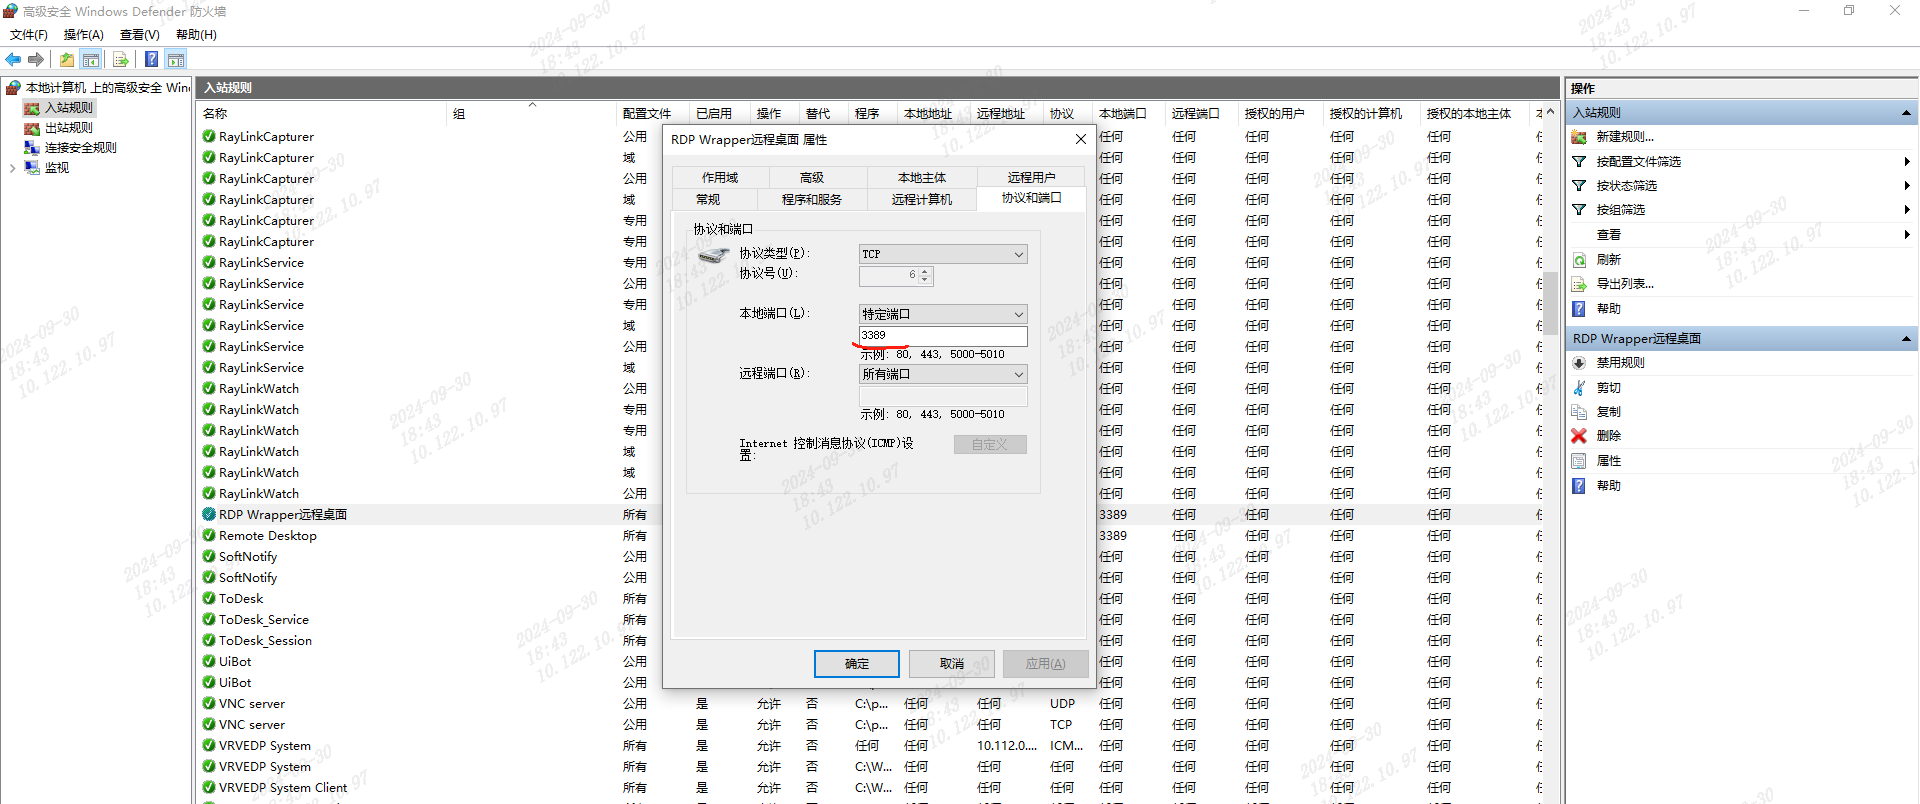 高级安全 Windows Defender 防火墙
文件(F) 操作(A) 查看(V) 帮助(H)
本地计算机 上的高级安全 Win
入站规则
出站规则
连接安全规则
监视
入站规则
名称 组 配置文件 已启用 操作 替代 程序 本地地址 远程地址 协议 本地端口 远程端口 授权的用户 授权的计算机 授权的本地主体
RayLinkCapturer 公用 任何 任何 任何 任何 任何
RayLinkCapturer 域 任何 任何 任何 任何 任何
RayLinkCapturer 公用 任何 任何 任何 任何 任何
RayLinkCapturer 域 任何 任何 任何 任何 任何
RayLinkCapturer 专用 任何 任何 任何 任何 任何
RayLinkCapturer 专用 任何 任何 任何 任何 任何
RayLinkService 专用 任何 任何 任何 任何 任何
RayLinkService 公用 任何 任何 任何 任何 任何
RayLinkService 专用 任何 任何 任何 任何 任何
RayLinkService 域 任何 任何 任何 任何 任何
RayLinkService 公用 任何 任何 任何 任何 任何
RayLinkService 域 任何 任何 任何 任何 任何
RayLinkWatch 公用 任何 任何 任何 任何 任何
RayLinkWatch 专用 任何 任何 任何 任何 任何
RayLinkWatch 专用 任何 任何 任何 任何 任何
RayLinkWatch 域 任何 任何 任何 任何 任何
RayLinkWatch 域 任何 任何 任何 任何 任何
RayLinkWatch 公用 任何 任何 任何 任何 任何
RDP Wrapper远程桌面 所有 3389 任何 任何 任何 任何
Remote Desktop 所有 3389 任何 任何 任何 任何
SoftNotify 公用 任何 任何 任何 任何 任何
SoftNotify 公用 任何 任何 任何 任何 任何
ToDesk 所有 任何 任何 任何 任何 任何
ToDesk_Service 所有 任何 任何 任何 任何 任何
ToDesk_Session 所有 任何 任何 任何 任何 任何
UiBot 公用 任何 任何 任何 任何 任何
UiBot 公用 任何 任何 任何 任何 任何
VNC server 公用 是 允许 否 C:\p... 任何 任何 UDP 任何 任何 任何 任何 任何
VNC server 公用 是 允许 否 C:\p... 任何 任何 TCP 任何 任何 任何 任何 任何
VRVEDP System 所有 是 允许 否 任何 任何 10.112.0.... ICM... 任何 任何 任何 任何 任何
VRVEDP System 所有 是 允许 否 C:\W... 任何 任何 任何 任何 任何 任何 任何 任何
VRVEDP System Client 所有 是 允许 否 C:\W... 任何 任何 任何 任何 任何 任何 任何 任何
RDP Wrapper远程桌面 属性
作用域 高级 本地主体 远程用户
常规 程序和服务 远程计算机 协议和端口
协议和端口
协议类型(P): TCP
协议号(U): 6
本地端口(L): 特定端口
3389
示例: 80, 443, 5000-5010
远程端口(R): 所有端口
示例: 80, 443, 5000-5010
Internet 控制消息协议(ICMP)设
置: 自定义
确定 取消 应用(A)
操作
入站规则
新建规则...
按配置文件筛选
按状态筛选
按组筛选
查看
刷新
导出列表...
帮助
RDP Wrapper远程桌面
禁用规则
剪切
复制
删除
属性
帮助
2024-09-30
18:43
10.122.10.97